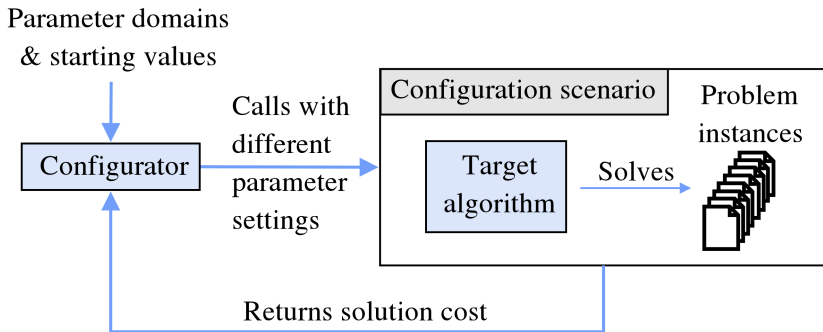 Parameter domains
& starting values
Configurator
Calls with
different
parameter
settings
Configuration scenario
Target
algorithm
Solves
Problem
instances
Returns solution cost